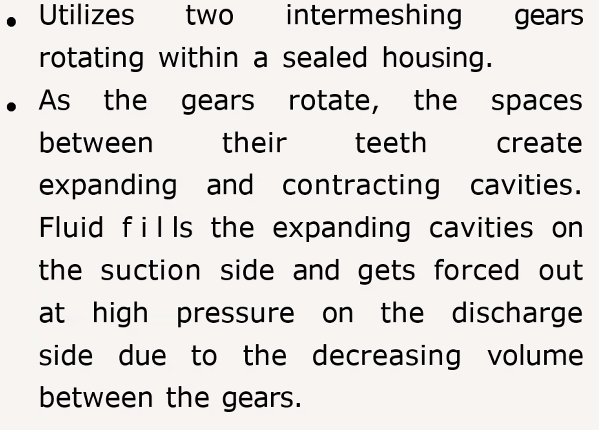 • Utilizes two intermeshing gears
rotating within a sealed housing.
• As the gears rotate, the spaces
between their teeth create
expanding and contracting cavities.
Fluid f i l ls the expanding cavities on
the suction side and gets forced out
at high pressure on the discharge
side due to the decreasing volume
between the gears.